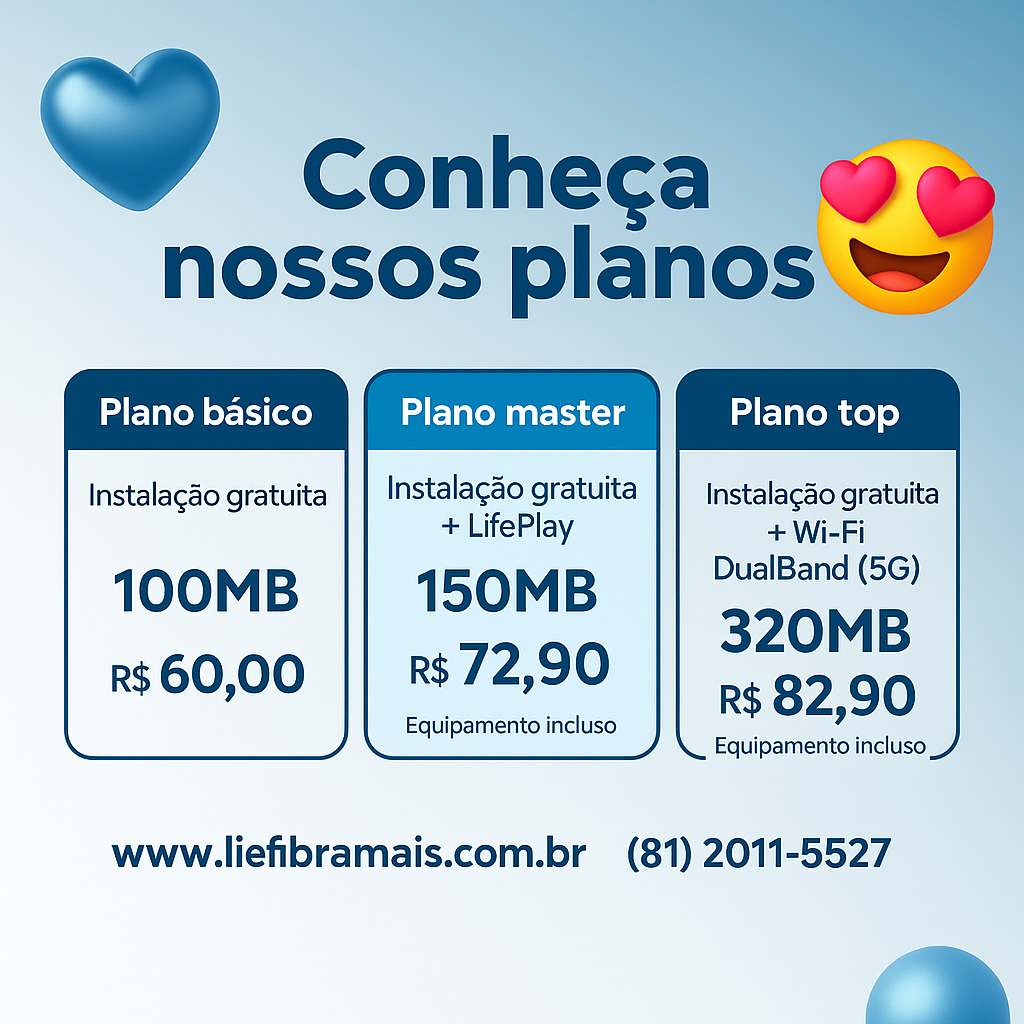 Conheça
nossos planos
Plano básico
Instalação gratuita
100MB
R$ 60,00
Plano master
Instalação gratuita
+ LifePlay
150MB
R$ 72,90
Equipamento incluso
Plano top
Instalação gratuita
+ Wi-Fi
DualBand (5G)
320MB
R$ 82,90
Equipamento incluso
www.liefibramais.com.br
(81) 2011-5527